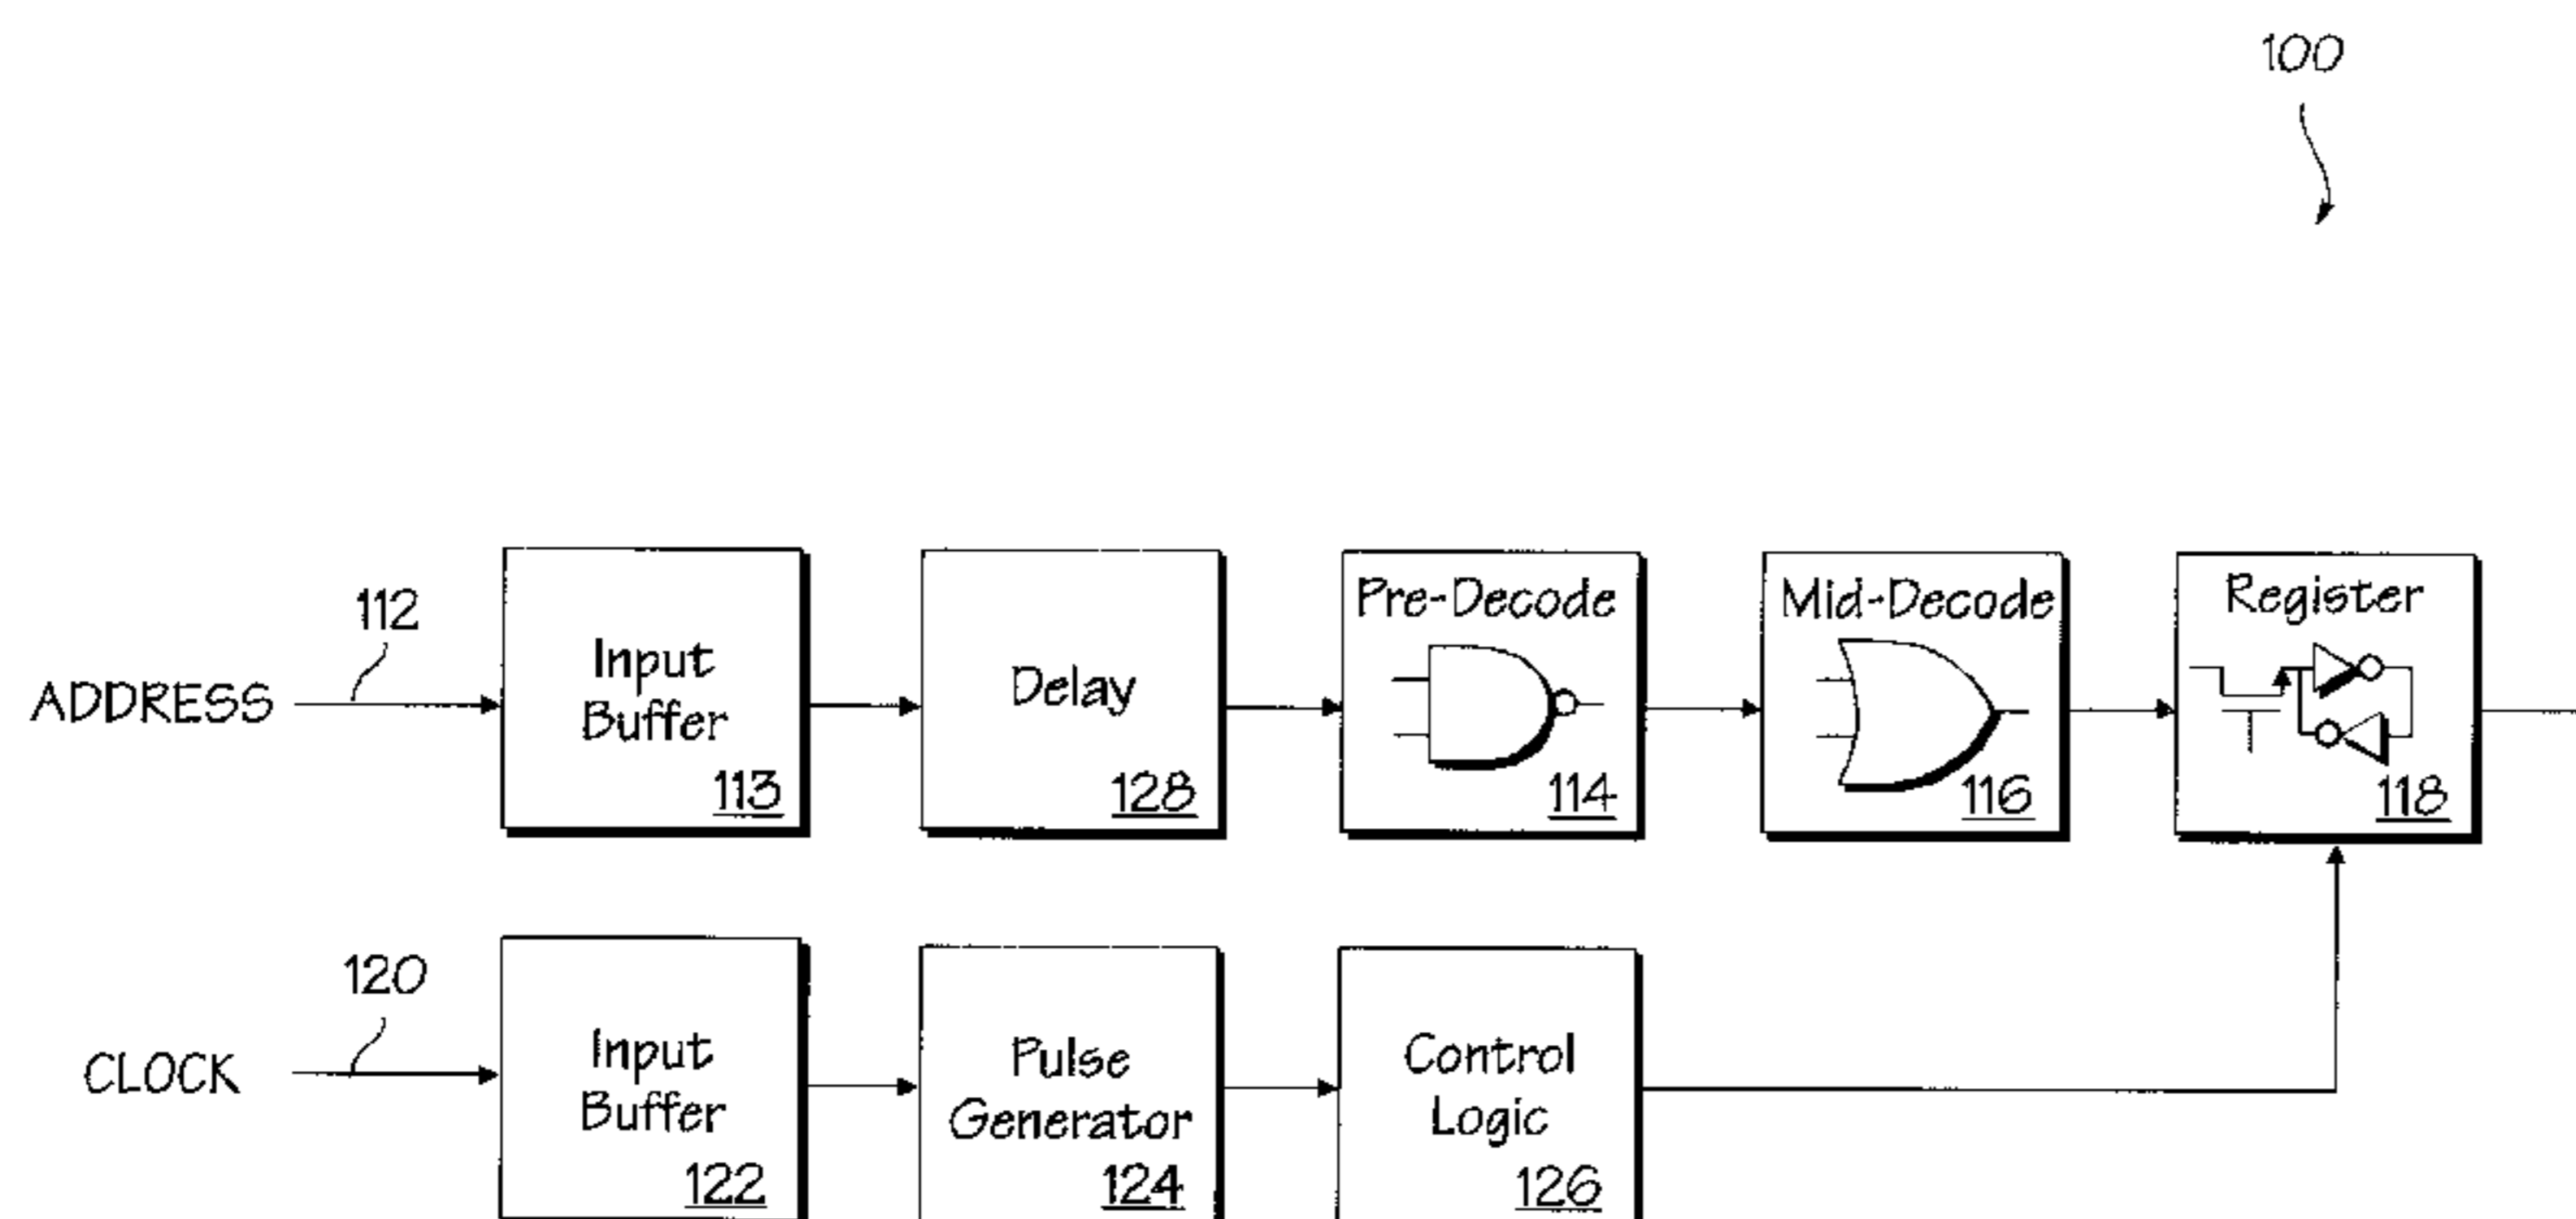 100
112
ADDRESS
Input
Buffer
113
Delay
128
Pre-Decode
114
Mid-Decode
116
Register
118
120
CLOCK
Input
Buffer
122
Pulse
Generator
124
Control
Logic
126